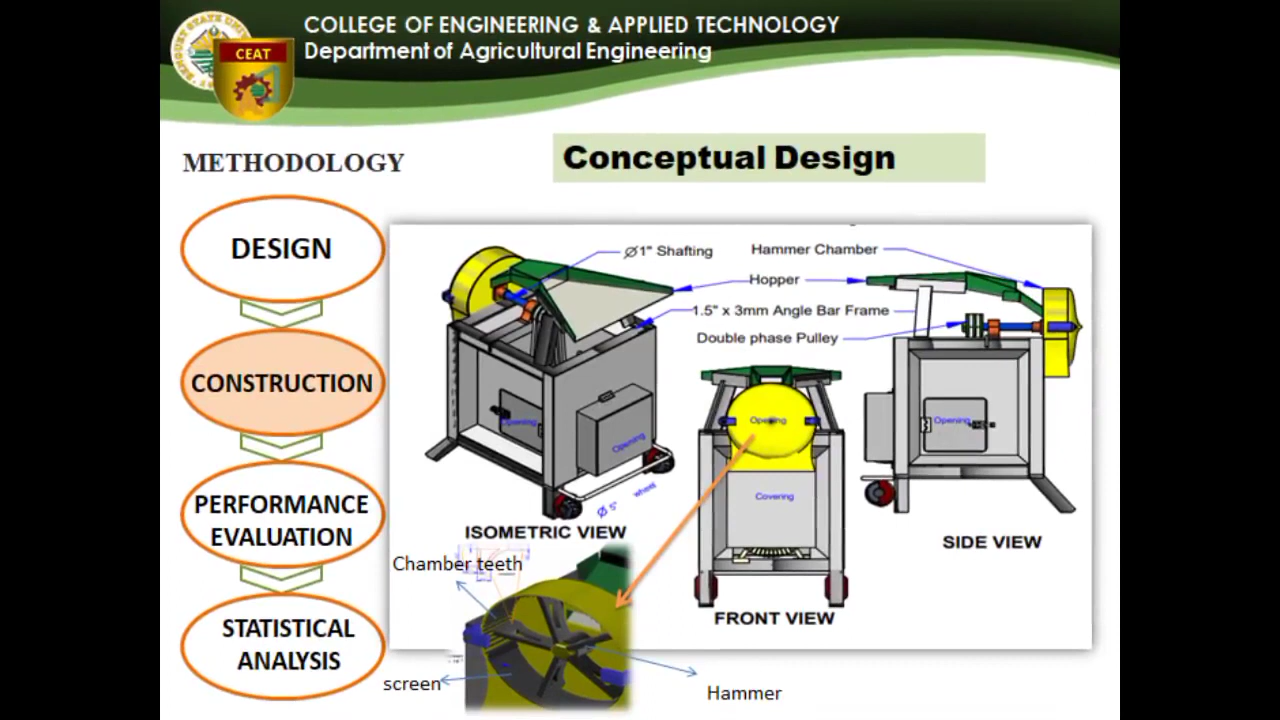 COLLEGE OF ENGINEERING & APPLIED TECHNOLOGY
Department of Agricultural Engineering
CEAT
METHODOLOGY
Conceptual Design
DESIGN
CONSTRUCTION
PERFORMANCE
EVALUATION
STATISTICAL
ANALYSIS
Ø1" Shafting
Hammer Chamber
Hopper
1.5" x 3mm Angle Bar Frame
Double phase Pulley
Opening
Opening
Ø 5" wheel
ISOMETRIC VIEW
Opening
Covering
FRONT VIEW
Opening
SIDE VIEW
Chamber teeth
screen
Hammer